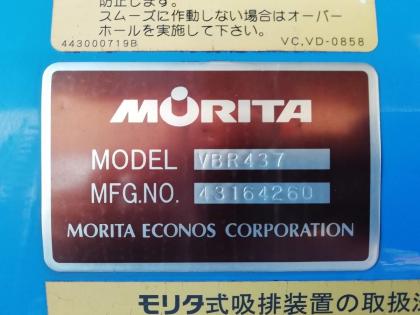 防止します。
スムーズに作動しない場合はオーバー
ホールを実施して下さい。
443000719B VC,VD-0858
MORITA
MODEL VBR437
MFG.NO. 43164260
MORITA ECONOS CORPORATION
モリタ式吸排装置の取扱